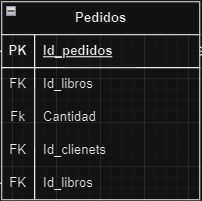 Pedidos
PK Id_pedidos
FK Id_libros
Fk Cantidad
FK Id_clienets
FK Id_libros